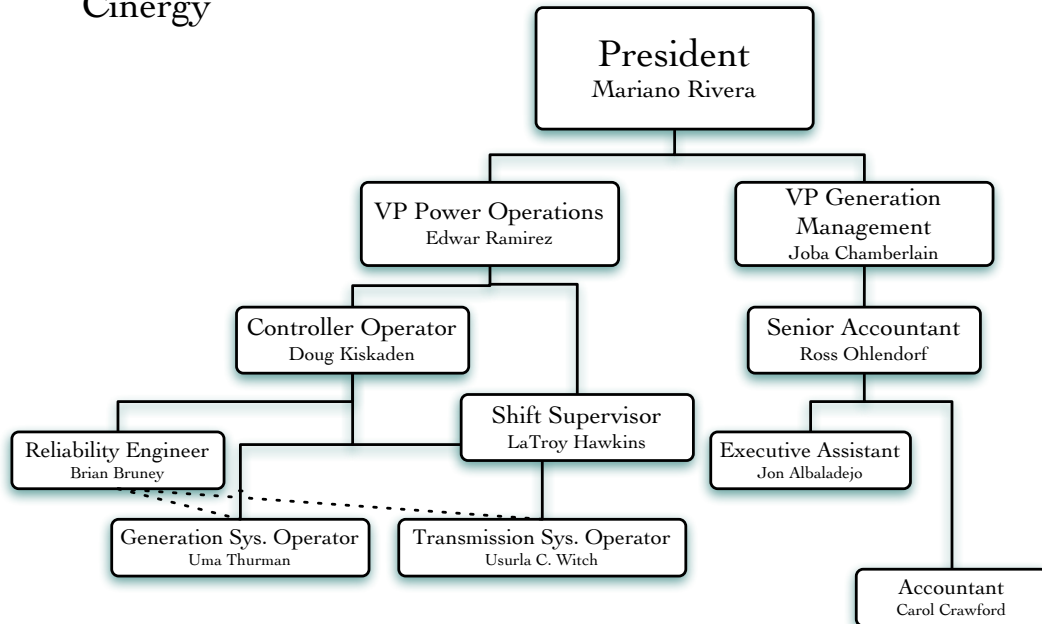 Cinergy
President
Mariano Rivera
VP Power Operations
Edwar Ramirez
VP Generation
Management
Joba Chamberlain
Controller Operator
Doug Kiskaden
Senior Accountant
Ross Ohlendorf
Shift Supervisor
LaTroy Hawkins
Reliability Engineer
Brian Bruney
Executive Assistant
Jon Albaladejo
Generation Sys. Operator
Uma Thurman
Transmission Sys. Operator
Usurla C. Witch
Accountant
Carol Crawford